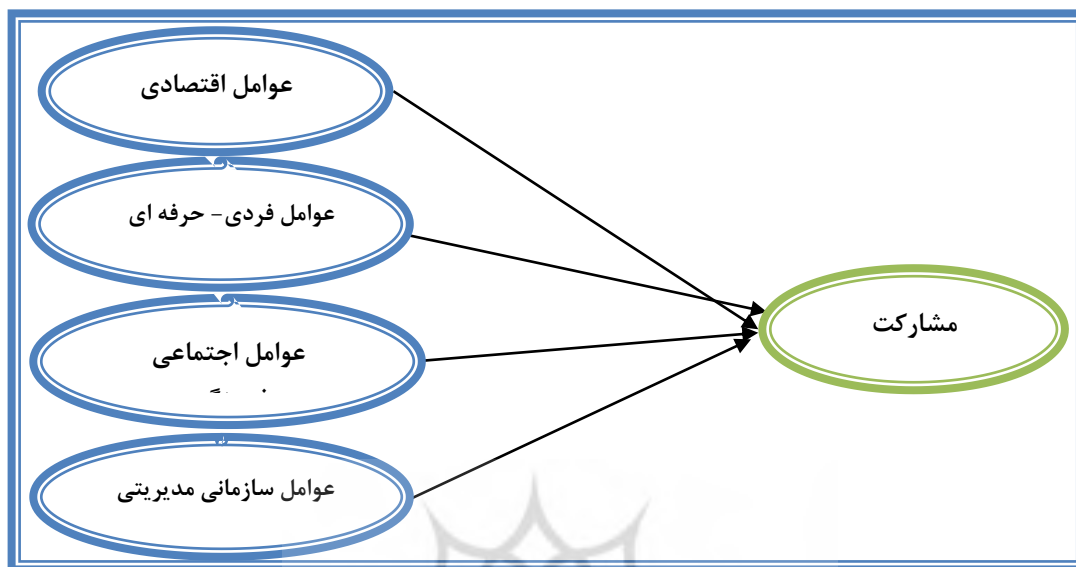 عوامل اقتصادی
عوامل فردی- حرفه ای
عوامل اجتماعی
عوامل سازمانی مدیریتی
مشارکت